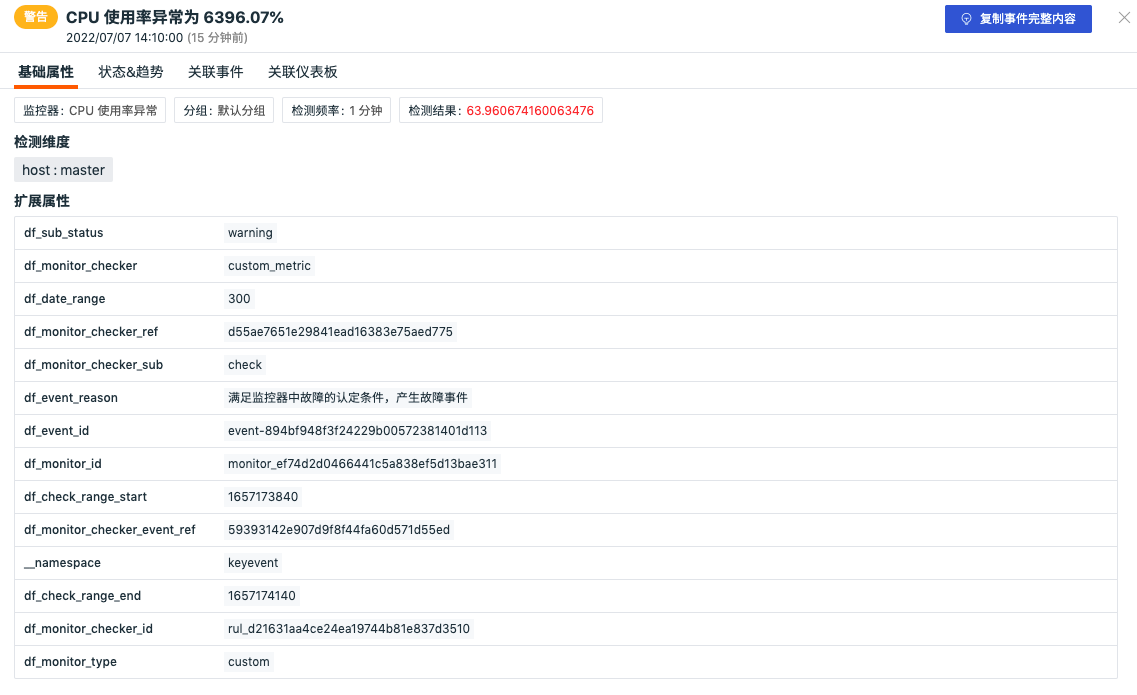 警告 CPU 使用率异常为 6396.07%
复制事件完整内容
2022/07/07 14:10:00 (15 分钟前)
基础属性 状态&趋势 关联事件 关联仪表板
监控器：CPU 使用率异常 分组：默认分组 检测频率：1 分钟 检测结果：63.960674160063476
检测维度
host : master
扩展属性
df_sub_status warning
df_monitor_checker custom_metric
df_date_range 300
df_monitor_checker_ref d55ae7651e29841ead16383e75aed775
df_monitor_checker_sub check
df_event_reason 满足监控器中故障的认定条件，产生故障事件
df_event_id event-894bf948f3f24229b00572381401d113
df_monitor_id monitor_ef74d2d0466441c5a838ef5d13bae311
df_check_range_start 1657173840
df_monitor_checker_event_ref 59393142e907d9f8f44fa60d571d55ed
__namespace keyevent
df_check_range_end 1657174140
df_monitor_checker_id rul_d21631aa4ce24ea19744b81e837d3510
df_monitor_type custom